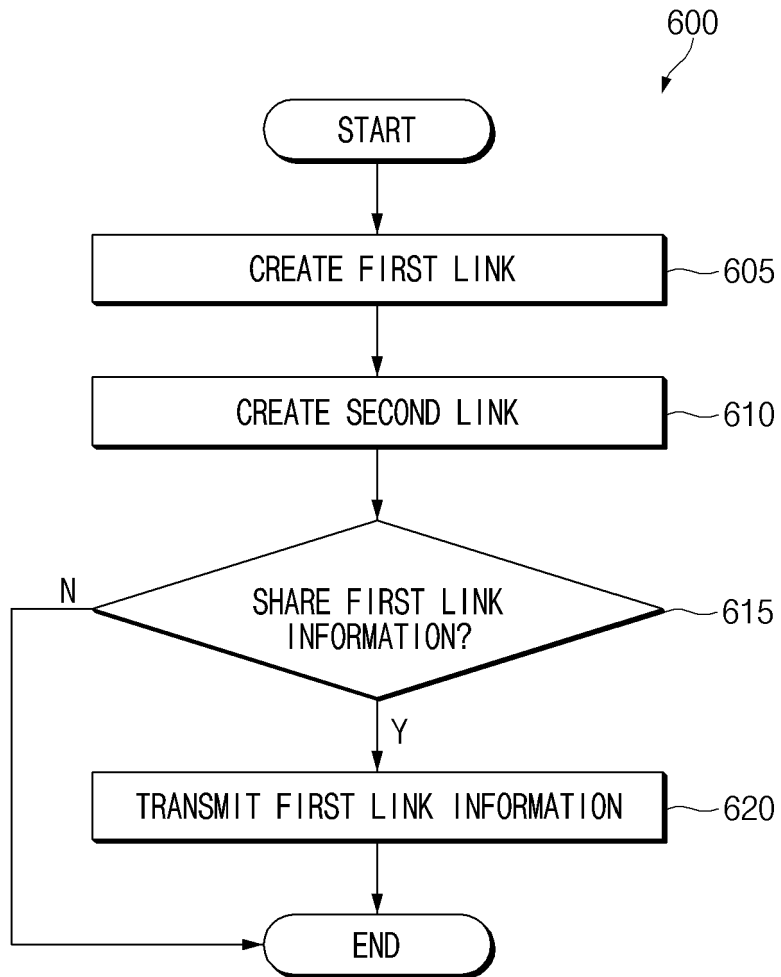 600
START
CREATE FIRST LINK
605
CREATE SECOND LINK
610
N
SHARE FIRST LINK
INFORMATION?
615
Y
TRANSMIT FIRST LINK INFORMATION
620
END